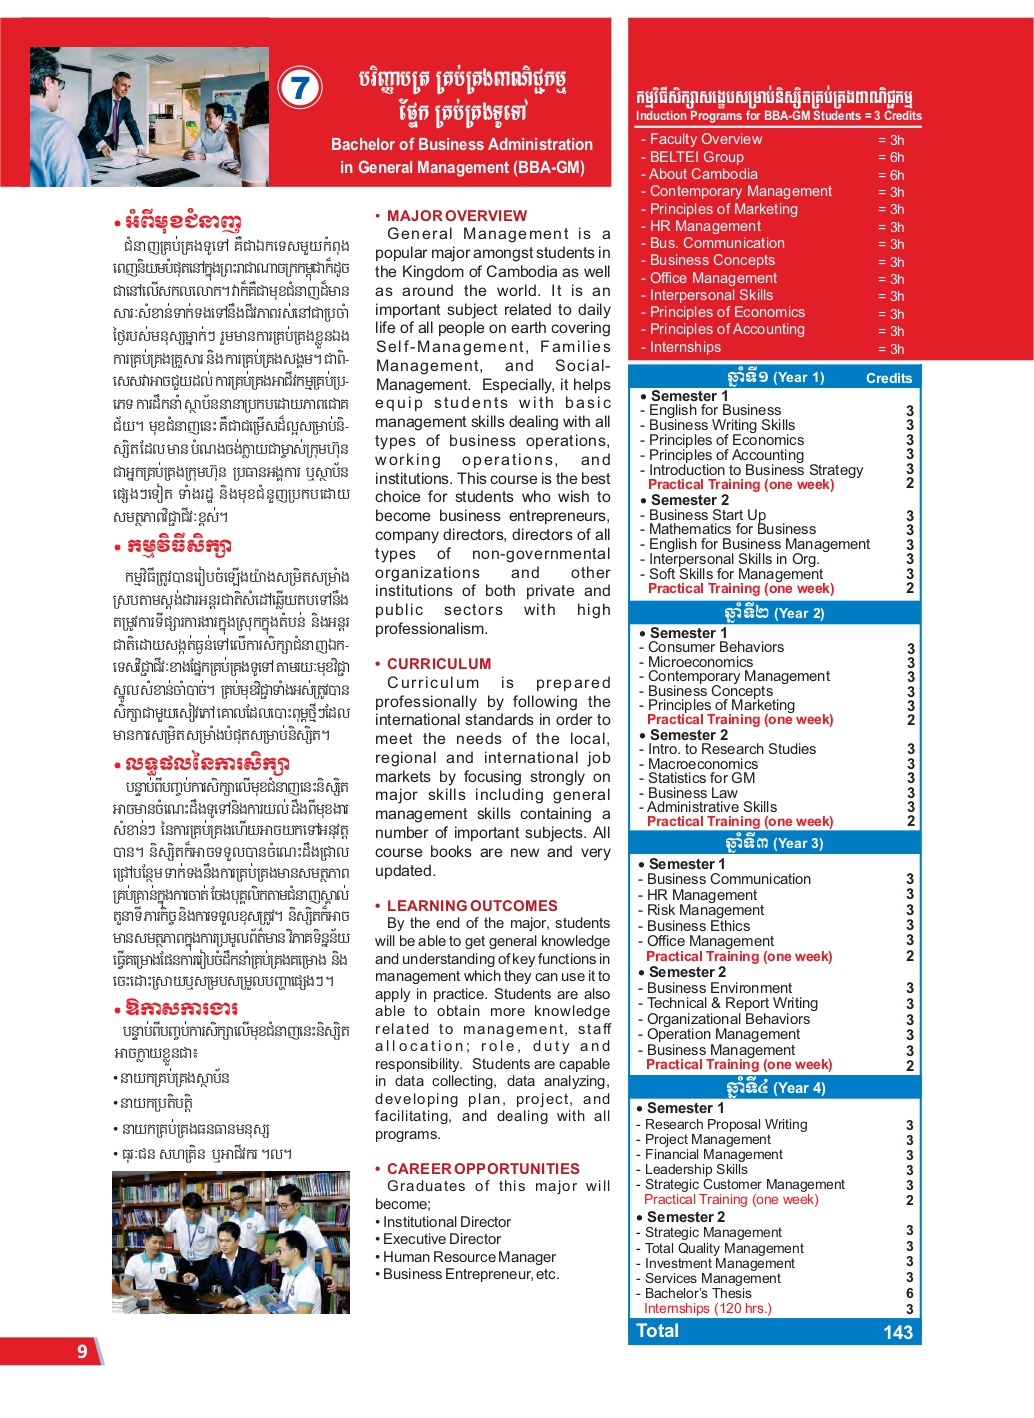 7
បរិញ្ញាបត្រ គ្រប់គ្រងពាណិជ្ជកម្ម
ផ្នែក គ្រប់គ្រងទូទៅ
Bachelor of Business Administration
in General Management (BBA-GM)
• អំពីមុខជំនាញ
ជំនាញគ្រប់គ្រងទូទៅ គឺជាឯកទេសមួយកំពុង
ពេញនិយមបំផុតនៅក្នុងព្រះរាជាណាចក្រកម្ពុជាក៏ដូច
ជានៅលើសកលលោក។ វាក៏គឺជាមុខជំនាញដ៏មាន
សារៈសំខាន់ទាក់ទងទៅនឹងជីវភាពរស់នៅជាប្រចាំ
ថ្ងៃរបស់មនុស្សម្នាក់ៗ រួមមានការគ្រប់គ្រងខ្លួនឯង
ការគ្រប់គ្រងគ្រួសារ និងការគ្រប់គ្រងសង្គម។ ជាពិ-
សេសវាអាចជួយដល់ ការគ្រប់គ្រងអាជីវកម្មគ្រប់ប្រ-
ភេទ ការដឹកនាំ ស្ថាប័ននានាប្រកបដោយភាពជោគ
ជ័យ។ មុខជំនាញនេះ គឺជាជម្រើសដ៏ល្អសម្រាប់និ-
ស្សិតដែលមានបំណងចង់ក្លាយជាម្ចាស់ក្រុមហ៊ុន
ជាអ្នកគ្រប់គ្រងក្រុមហ៊ុន ប្រធានអង្គការ ឬស្ថាប័ន
ផ្សេងៗទៀត ទាំងរដ្ឋ និងមុខជំនួញប្រកបដោយ
សមត្ថភាពវិជ្ជាជីវៈខ្ពស់។
• កម្មវិធីសិក្សា
កម្មវិធីត្រូវបានរៀបចំឡើងយ៉ាងសម្រិតសម្រាំង
ស្របតាមស្តង់ដារអន្តរជាតិសំដៅឆ្លើយតបទៅនឹង
តម្រូវការទីផ្សារការងារក្នុងស្រុកក្នុងតំបន់ និងអន្តរ
ជាតិដោយសង្កត់ធ្ងន់ទៅលើការសិក្សាជំនាញឯក-
ទេសវិជ្ជាជីវៈខាងផ្នែកគ្រប់គ្រងទូទៅតាមរយៈមុខវិជ្ជា
ស្នូលសំខាន់ចាំបាច់។ គ្រប់មុខវិជ្ជាទាំងអស់ត្រូវបាន
សិក្សាជាមួយសៀវភៅគោលដែលបោះពុម្ពថ្មីៗដែល
មានការសម្រិតសម្រាំងបំផុតសម្រាប់និស្សិត។
• លទ្ធផលនៃការសិក្សា
បន្ទាប់ពីបញ្ចប់ការសិក្សាលើមុខជំនាញនេះនិស្សិត
អាចមានចំណេះដឹងទូទៅនិងការយល់ដឹងពីមុខងារ
សំខាន់ៗ នៃការគ្រប់គ្រងហើយអាចយកទៅអនុវត្ត
បាន។ និស្សិតក៏អាចទទួលបានចំណេះដឹងជ្រាល
ជ្រៅបន្ថែម ទាក់ទងនឹងការគ្រប់គ្រងមានសមត្ថភាព
គ្រប់គ្រាន់ក្នុងការចាត់ចែងបុគ្គលិកតាមជំនាញស្គាល់
តួនាទី ភារកិច្ច និងការទទួលខុសត្រូវ។ និស្សិតក៏អាច
មានសមត្ថភាពក្នុងការប្រមូលព័ត៌មាន វិភាគទិន្នន័យ
ធ្វើគម្រោងផែនការរៀបចំដឹកនាំគ្រប់គ្រងគម្រោង និង
ចេះដោះស្រាយឬសម្របសម្រួលបញ្ហាផ្សេងៗ។
• ឱកាសការងារ
បន្ទាប់ពីបញ្ចប់ការសិក្សាលើមុខជំនាញនេះនិស្សិត
អាចក្លាយខ្លួនជា៖
• នាយកគ្រប់គ្រងស្ថាប័ន
• នាយកប្រតិបត្តិ
• នាយកគ្រប់គ្រងធនធានមនុស្ស
• ធុរៈជន សហគ្រិន ឬអាជីវករ ។ល។
• MAJOR OVERVIEW
General Management is a
popular major amongst students in
the Kingdom of Cambodia as well
as around the world. It is an
important subject related to daily
life of all people on earth covering
Self-Management, Families
Management, and Social-
Management. Especially, it helps
equip students with basic
management skills dealing with all
types of business operations,
working operations, and
institutions. This course is the best
choice for students who wish to
become business entrepreneurs,
company directors, directors of all
types of non-governmental
organizations and other
institutions of both private and
public sectors with high
professionalism.
• CURRICULUM
Curriculum is prepared
professionally by following the
international standards in order to
meet the needs of the local,
regional and international job
markets by focusing strongly on
major skills including general
management skills containing a
number of important subjects. All
course books are new and very
updated.
• LEARNING OUTCOMES
By the end of the major, students
will be able to get general knowledge
and understanding of key functions in
management which they can use it to
apply in practice. Students are also
able to obtain more knowledge
related to management, staff
allocation; role, duty and
responsibility. Students are capable
in data collecting, data analyzing,
developing plan, project, and
facilitating, and dealing with all
programs.
• CAREER OPPORTUNITIES
Graduates of this major will
become;
• Institutional Director
• Executive Director
• Human Resource Manager
• Business Entrepreneur, etc.
កម្មវិធីសិក្សាសង្ខេបសម្រាប់និស្សិតគ្រប់គ្រងពាណិជ្ជកម្ម
Induction Programs for BBA-GM Students = 3 Credits
- Faculty Overview = 3h
- BELTEI Group = 6h
- About Cambodia = 6h
- Contemporary Management = 3h
- Principles of Marketing = 3h
- HR Management = 3h
- Bus. Communication = 3h
- Business Concepts = 3h
- Office Management = 3h
- Interpersonal Skills = 3h
- Principles of Economics = 3h
- Principles of Accounting = 3h
- Internships = 3h
ឆ្នាំទី១ (Year 1) Credits
• Semester 1
- English for Business 3
- Business Writing Skills 3
- Principles of Economics 3
- Principles of Accounting 3
- Introduction to Business Strategy 3
Practical Training (one week) 2
• Semester 2
- Business Start Up 3
- Mathematics for Business 3
- English for Business Management 3
- Interpersonal Skills in Org. 3
- Soft Skills for Management 3
Practical Training (one week) 2
ឆ្នាំទី២ (Year 2)
• Semester 1
- Consumer Behaviors 3
- Microeconomics 3
- Contemporary Management 3
- Business Concepts 3
- Principles of Marketing 3
Practical Training (one week) 2
• Semester 2
- Intro. to Research Studies 3
- Macroeconomics 3
- Statistics for GM 3
- Business Law 3
- Administrative Skills 3
Practical Training (one week) 2
ឆ្នាំទី៣ (Year 3)
• Semester 1
- Business Communication 3
- HR Management 3
- Risk Management 3
- Business Ethics 3
- Office Management 3
Practical Training (one week) 2
• Semester 2
- Business Environment 3
- Technical & Report Writing 3
- Organizational Behaviors 3
- Operation Management 3
- Business Management 3
Practical Training (one week) 2
ឆ្នាំទី៤ (Year 4)
• Semester 1
- Research Proposal Writing 3
- Project Management 3
- Financial Management 3
- Leadership Skills 3
- Strategic Customer Management 3
Practical Training (one week) 2
• Semester 2
- Strategic Management 3
- Total Quality Management 3
- Investment Management 3
- Services Management 3
- Bachelor's Thesis 6
Internships (120 hrs.) 3
Total 143
9